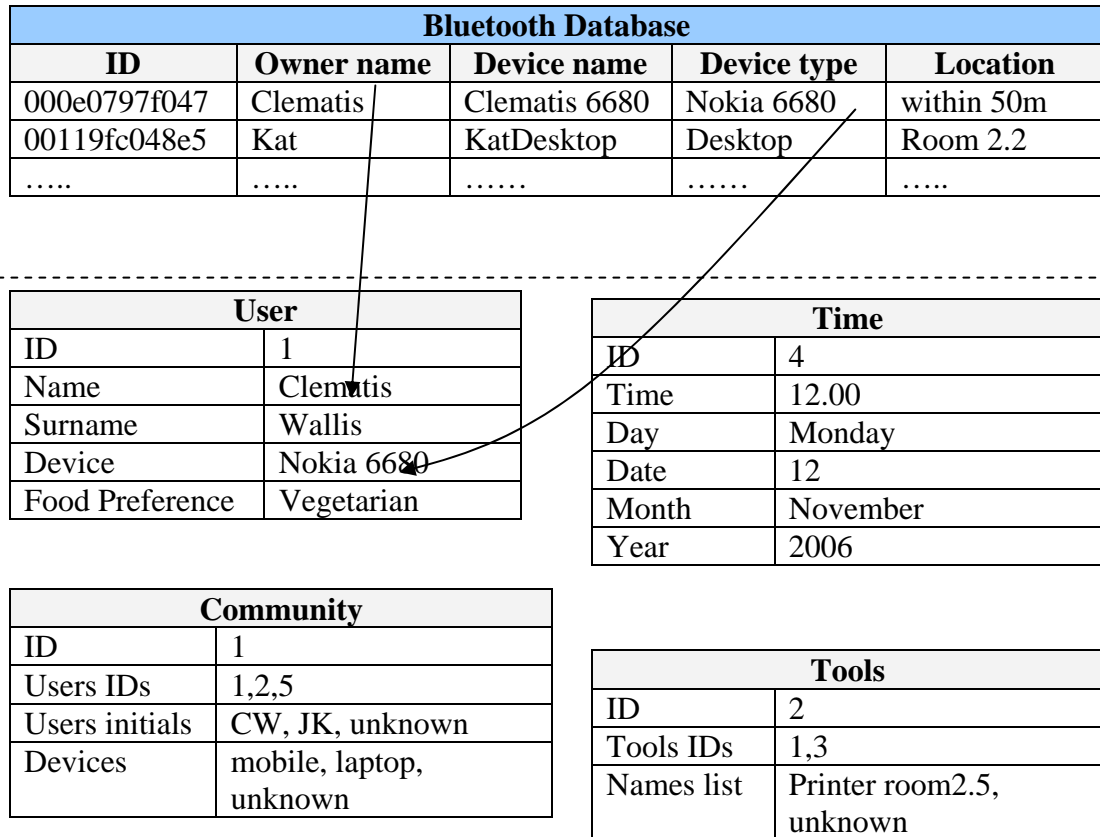 Bluetooth Database
ID Owner name Device name Device type Location
000e0797f047 Clematis Clematis 6680 Nokia 6680 within 50m
00119fc048e5 Kat KatDesktop Desktop Room 2.2
….. ….. …… …… …..
User
ID 1
Name Clematis
Surname Wallis
Device Nokia 6680
Food Preference Vegetarian
Time
ID 4
Time 12.00
Day Monday
Date 12
Month November
Year 2006
Community
ID 1
Users IDs 1,2,5
Users initials CW, JK, unknown
Devices mobile, laptop,
unknown
Tools
ID 2
Tools IDs 1,3
Names list Printer room2.5,
unknown